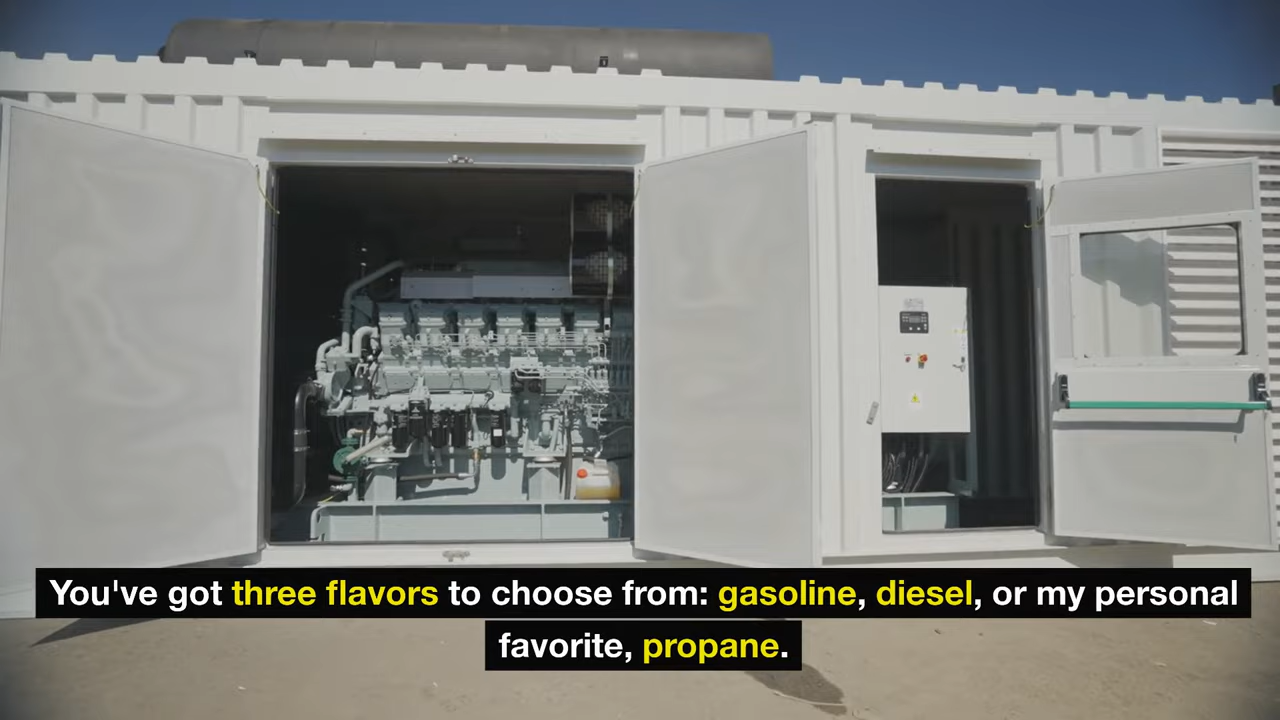 You've got three flavors to choose from: gasoline, diesel, or my personal
favorite, propane.